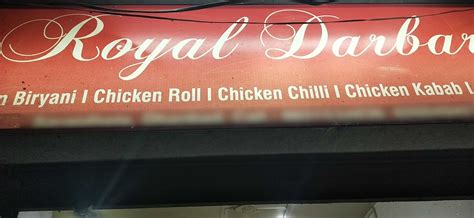 Royal Darbar
n Biryani I Chicken Roll I Chicken Chilli I Chicken Kabab L